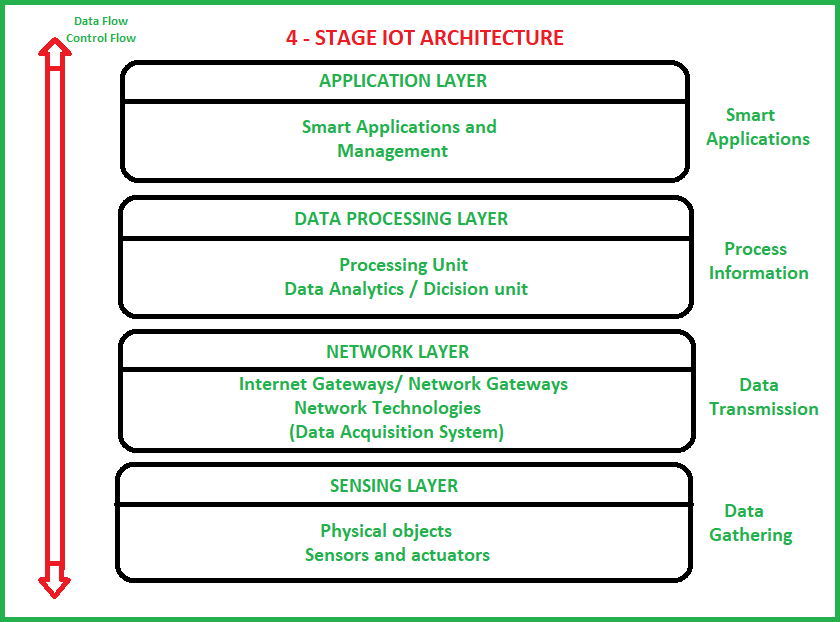 Data Flow
Control Flow
4 - STAGE IOT ARCHITECTURE
APPLICATION LAYER
Smart Applications and
Management
Smart
Applications
DATA PROCESSING LAYER
Processing Unit
Data Analytics / Dicision unit
Process
Information
NETWORK LAYER
Internet Gateways/ Network Gateways
Network Technologies
(Data Acquisition System)
Data
Transmission
SENSING LAYER
Physical objects
Sensors and actuators
Data
Gathering